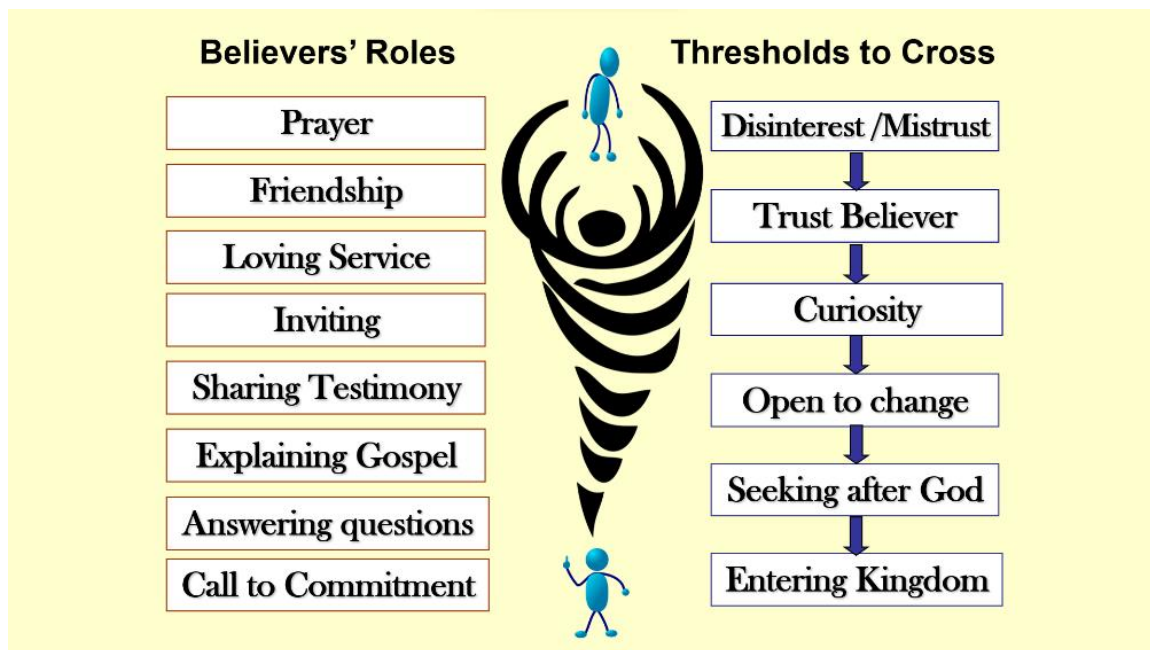 Believers’ Roles
Prayer
Friendship
Loving Service
Inviting
Sharing Testimony
Explaining Gospel
Answering questions
Call to Commitment
Thresholds to Cross
Disinterest /Mistrust
Trust Believer
Curiosity
Open to change
Seeking after God
Entering Kingdom